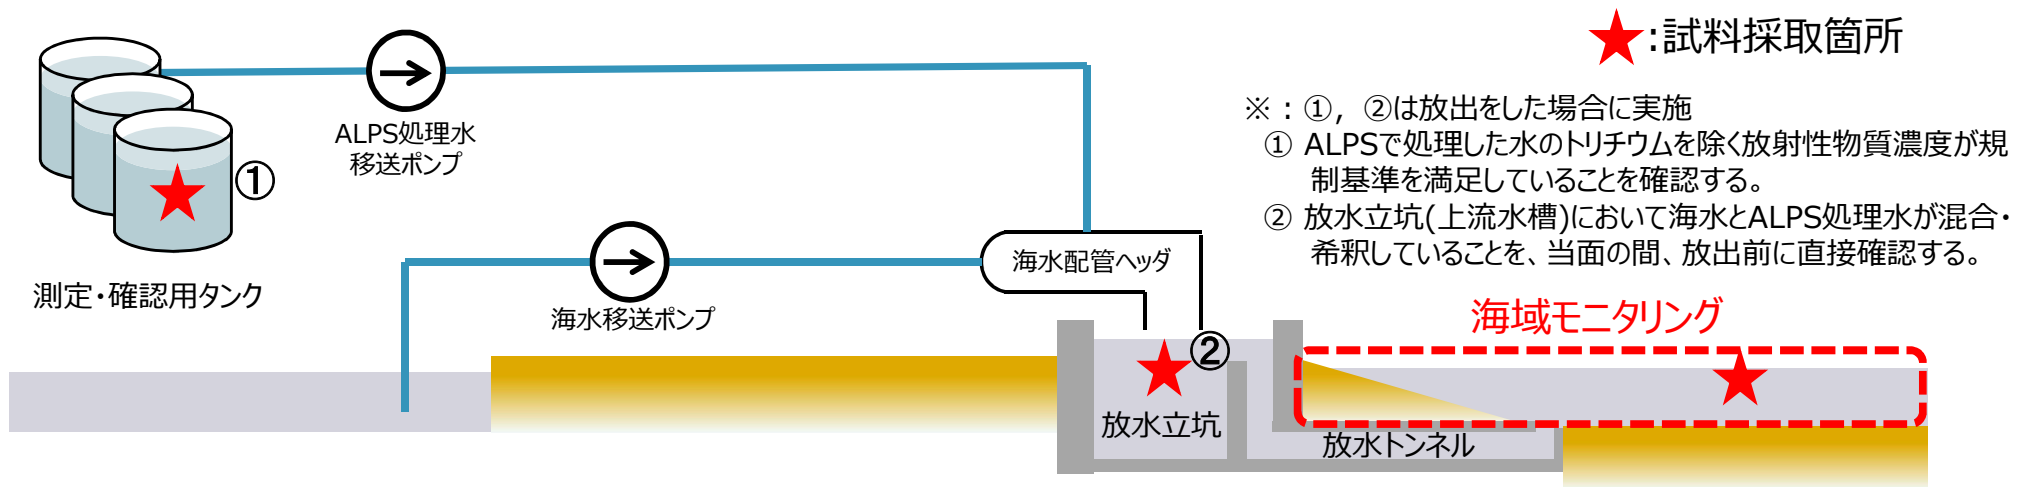 ★:試料採取箇所
※：①，②は放出をした場合に実施
① ALPSで処理した水のトリチウムを除く放射性物質濃度が規
制基準を満足していることを確認する。
② 放水立坑(上流水槽)において海水とALPS処理水が混合・
希釈していることを、当面の間、放出前に直接確認する。
ALPS処理水
移送ポンプ
①
測定・確認用タンク
海水配管ヘッダ
海水移送ポンプ
海域モニタリング
②
放水立坑
放水トンネル